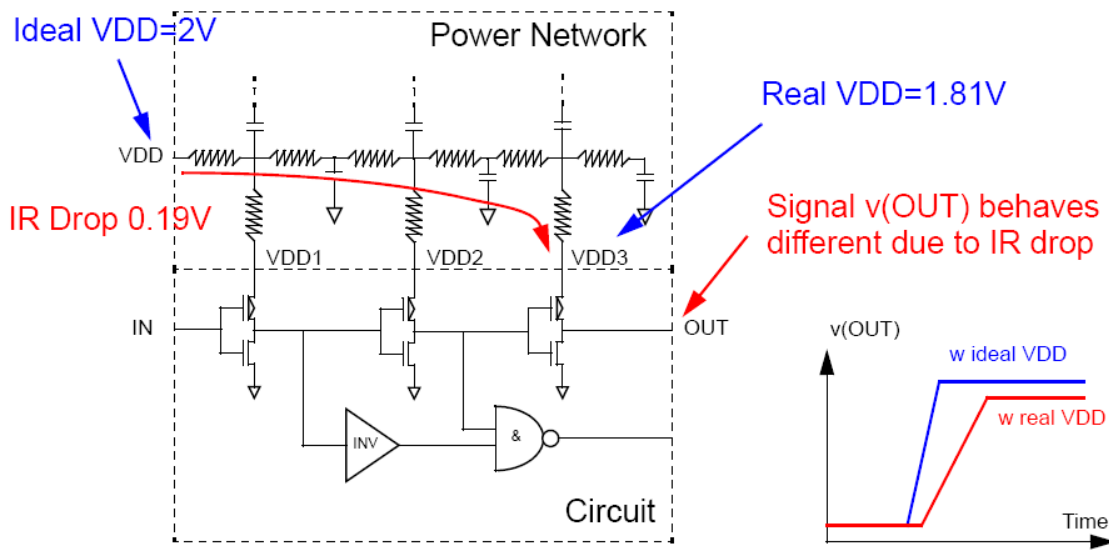 Ideal VDD=2V
Power Network
Real VDD=1.81V
VDD
IR Drop 0.19V
Signal v(OUT) behaves
different due to IR drop
VDD1
VDD2
VDD3
IN
OUT
INV
&
Circuit
v(OUT)
w ideal VDD
w real VDD
Time